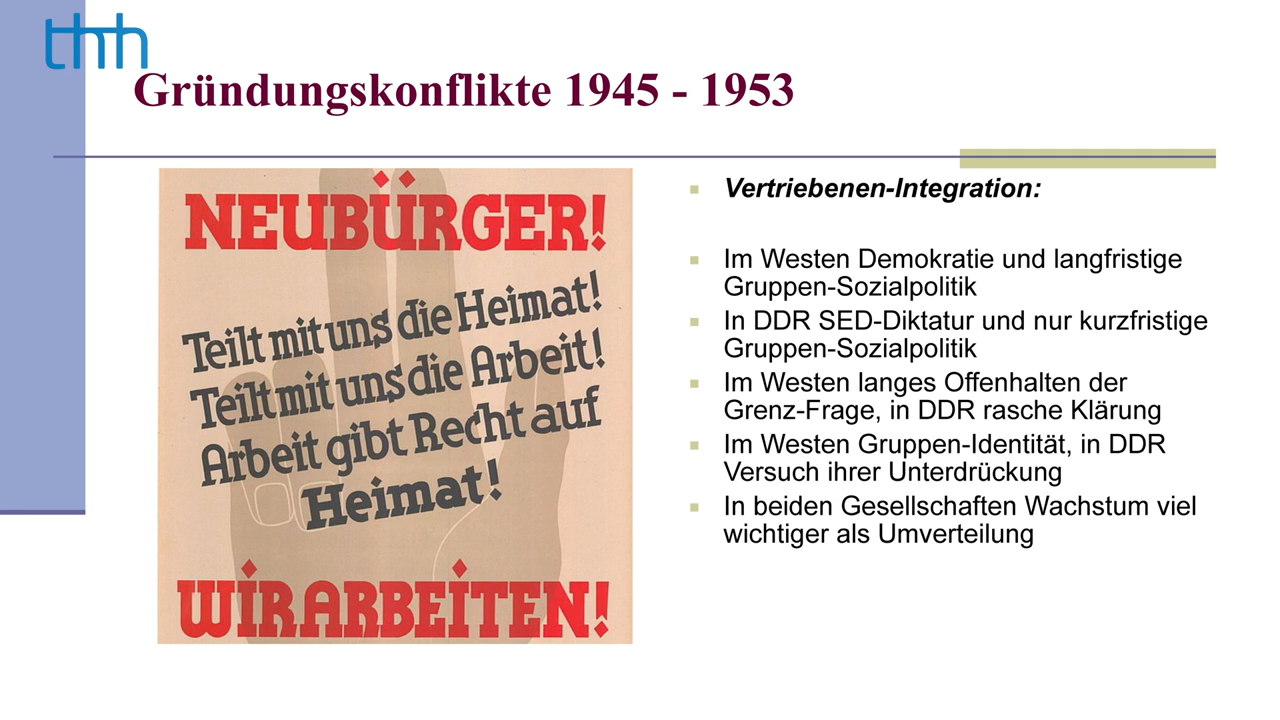 thh
Gründungskonflikte 1945 - 1953
NEUBÜRGER!
Teilt mit uns die Heimat!
Teilt mit uns die Arbeit!
Arbeit gibt Recht auf
Heimat!
WIR ARBEITEN!
Vertriebenen-Integration:
Im Westen Demokratie und langfristige
Gruppen-Sozialpolitik
In DDR SED-Diktatur und nur kurzfristige
Gruppen-Sozialpolitik
Im Westen langes Offenhalten der
Grenz-Frage, in DDR rasche Klärung
Im Westen Gruppen-Identität, in DDR
Versuch ihrer Unterdrückung
In beiden Gesellschaften Wachstum viel
wichtiger als Umverteilung